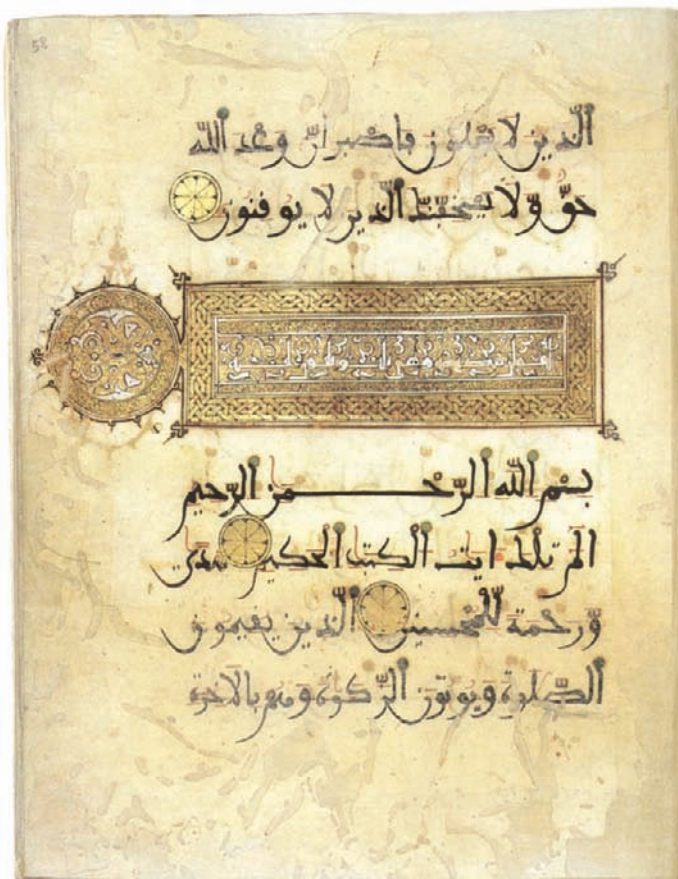 58
الذين لا يعلمون فاصبر ان وعد الله
حق ولا يستخفنك الذين لا يوقنون
بسم الله الرحمن الرحيم
الم تلك ايت الكتب الحكيم هدى
ورحمة للمحسنين الذين يقيمون
الصلوة ويوتون الزكوة وهم بالاخرة